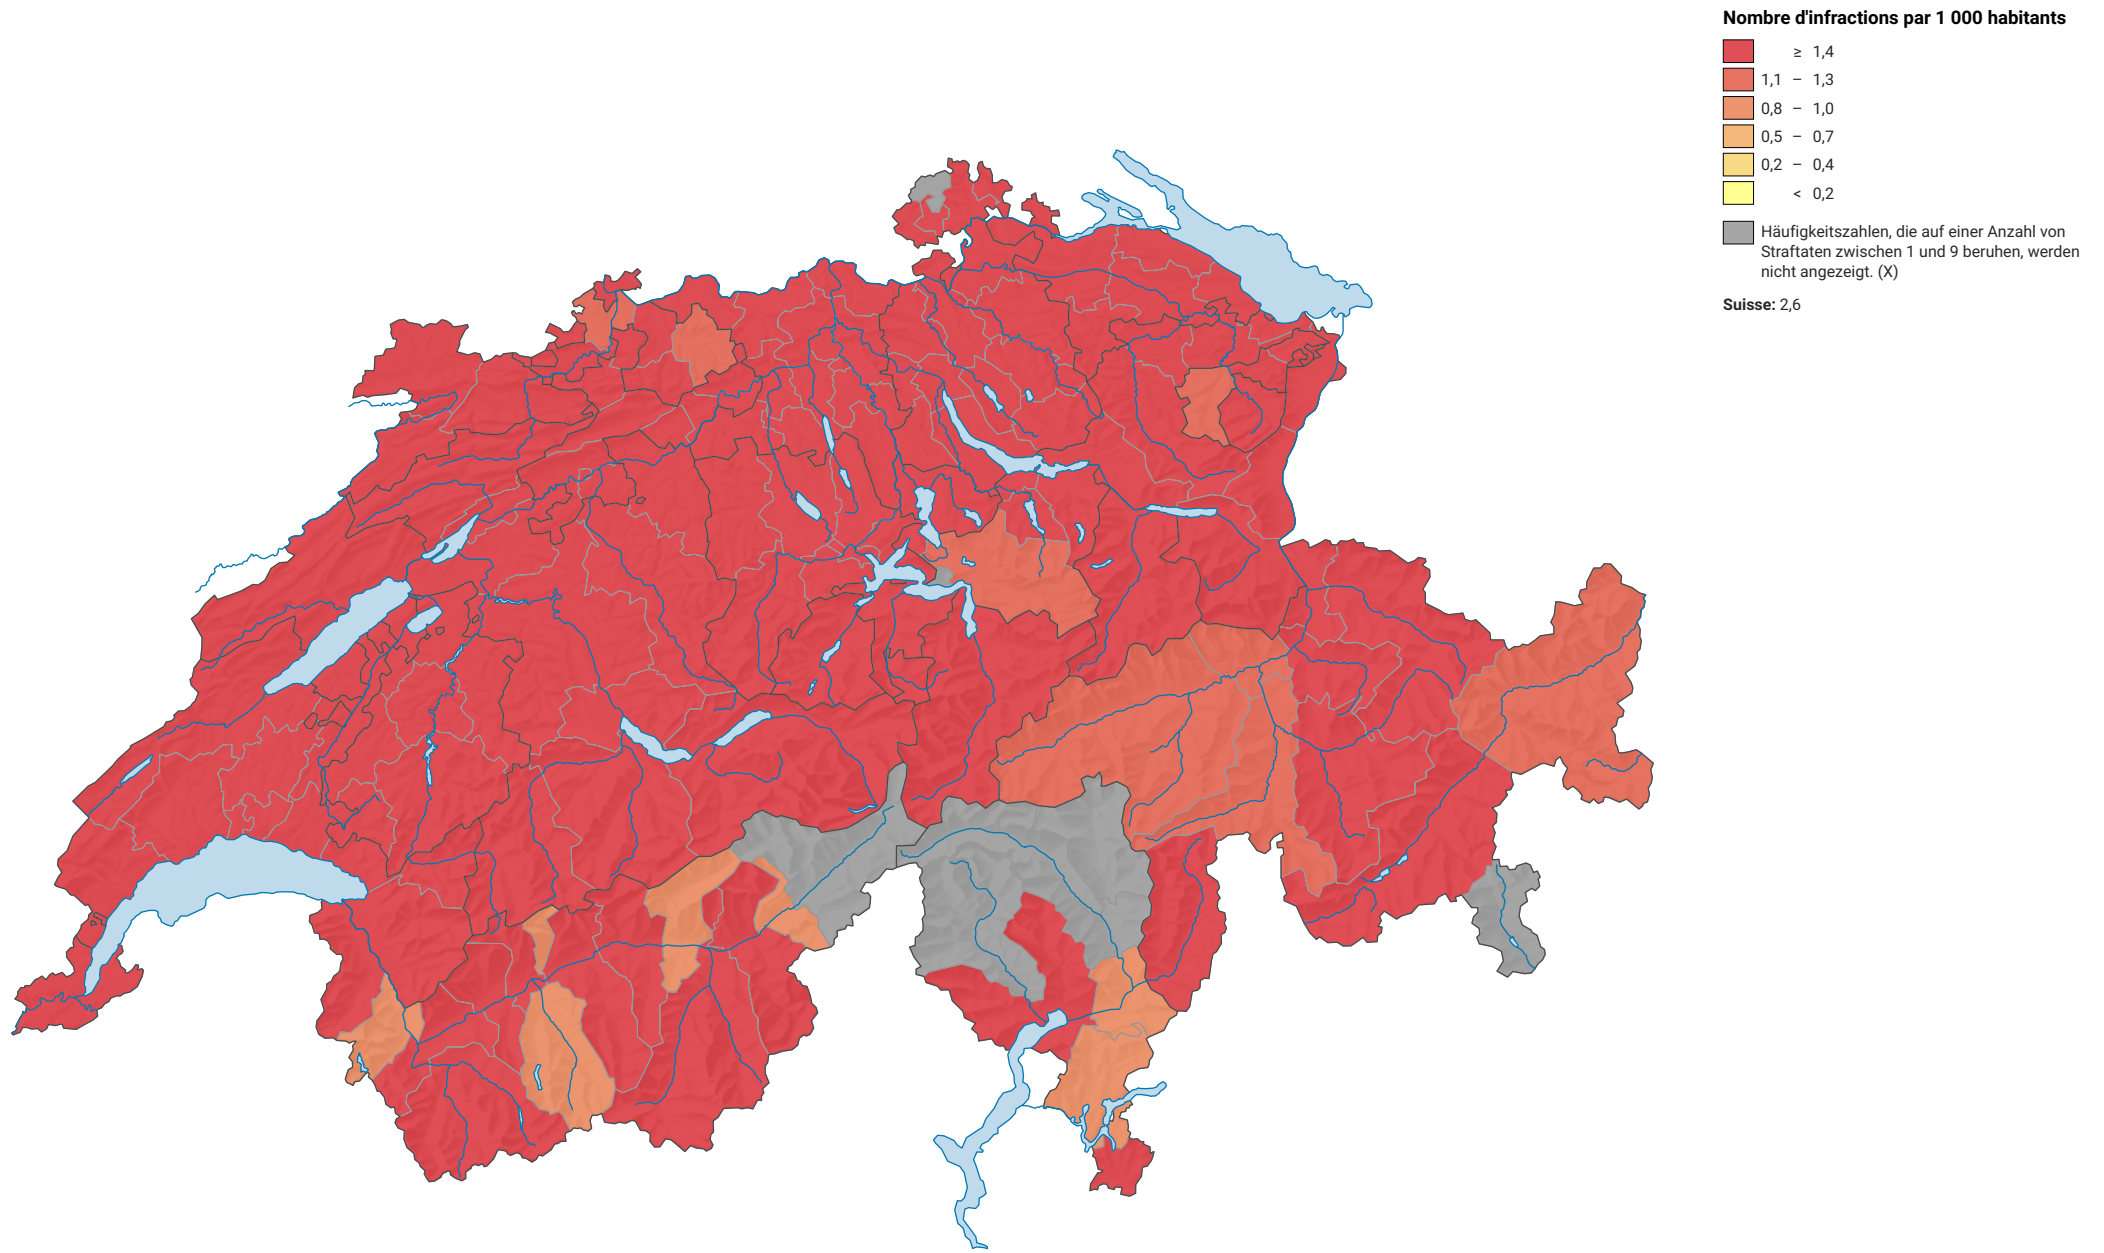 Nombre d'infractions par 1 000 habitants
≥ 1,4
1,1 – 1,3
0,8 – 1,0
0,5 – 0,7
0,2 – 0,4
< 0,2
Häufigkeitszahlen, die auf einer Anzahl von
Straftaten zwischen 1 und 9 beruhen, werden
nicht angezeigt. (X)
Suisse: 2,6